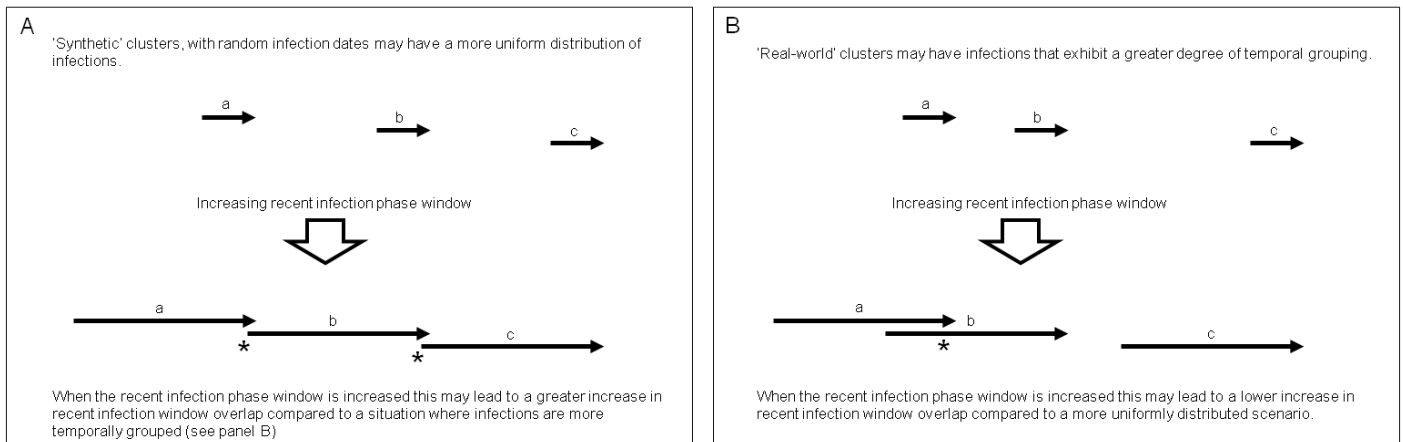 A
'Synthetic' clusters, with random infection dates may have a more uniform distribution of
infections.
a
b
c
Increasing recent infection phase window
a
b
c
*
*
When the recent infection phase window is increased this may lead to a greater increase in
recent infection window overlap compared to a situation where infections are more
temporally grouped (see panel B)
B
'Real-world' clusters may have infections that exhibit a greater degree of temporal grouping.
a
b
c
Increasing recent infection phase window
a
b
c
*
When the recent infection phase window is increased this may lead to a lower increase in
recent infection window overlap compared to a more uniformly distributed scenario.